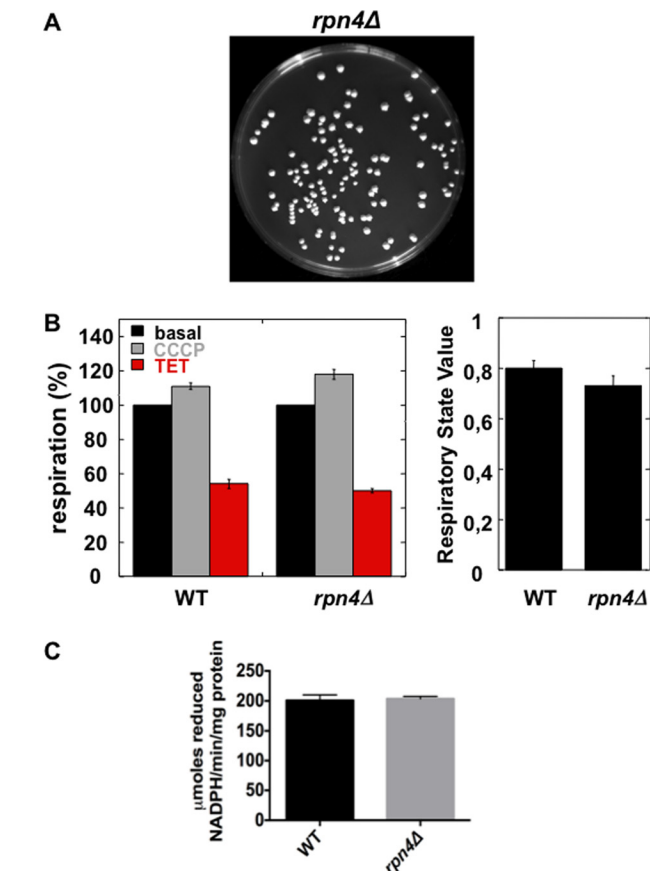 A
rpn4Δ
B
respiration (%)
140
120
100
80
60
40
20
0
basal
CCCP
TET
WT
rpn4Δ
Respiratory State Value
1
0,8
0,6
0,4
0,2
0
WT
rpn4Δ
C
μmoles reduced
NADPH/min/mg protein
250
200
150
100
50
0
WT
rpn4Δ